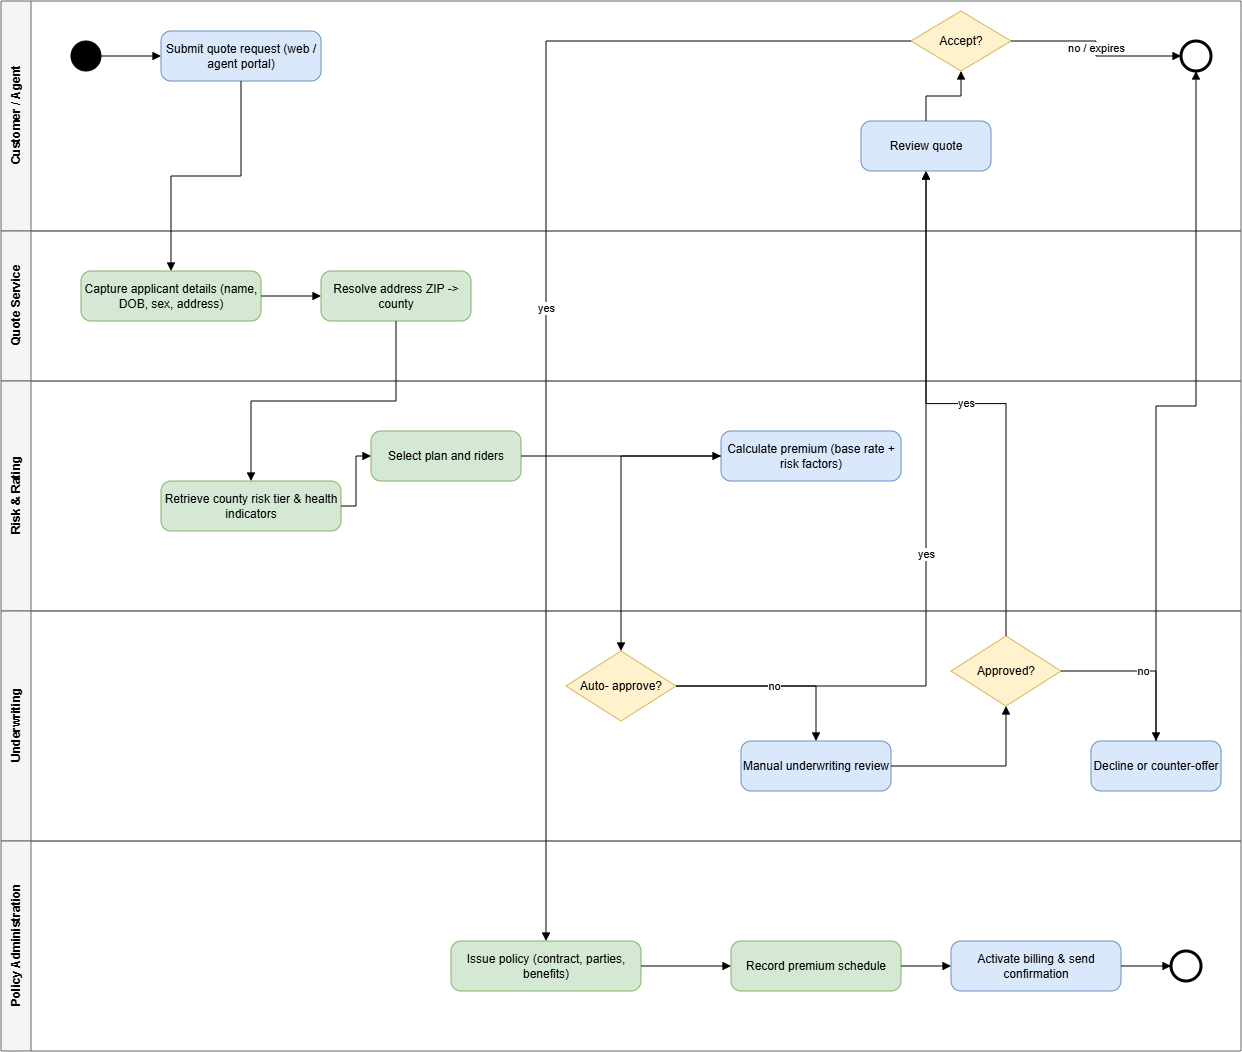 Customer / Agent
Submit quote request (web /
agent portal)
Accept?
no / expires
Review quote
Quote Service
Capture applicant details (name,
DOB, sex, address)
Resolve address ZIP ->
county
yes
Risk & Rating
yes
Select plan and riders
Calculate premium (base rate +
risk factors)
Retrieve county risk tier & health
indicators
yes
Underwriting
Auto- approve?
no
Approved?
no
Manual underwriting review
Decline or counter-offer
Policy Administration
Issue policy (contract, parties,
benefits)
Record premium schedule
Activate billing & send
confirmation